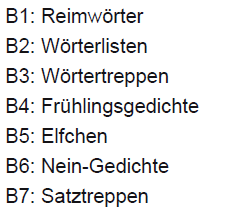 B1: Reimwörter
B2: Wörterlisten
B3: Wörtertreppen
B4: Frühlingsgedichte
B5: Elfchen
B6: Nein-Gedichte
B7: Satztreppen